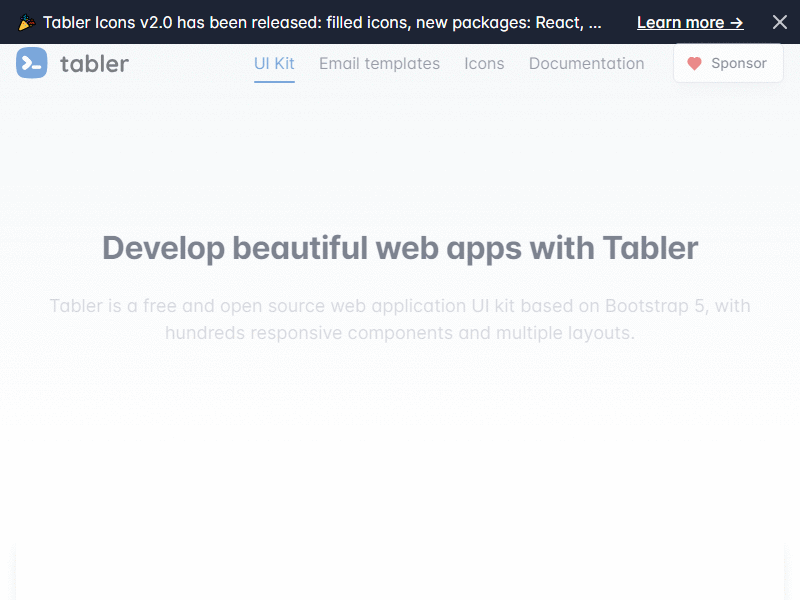 🎉 Tabler Icons v2.0 has been released: filled icons, new packages: React, ... Learn more →
tabler UI Kit Email templates Icons Documentation Sponsor
Develop beautiful web apps with Tabler
Tabler is a free and open source web application UI kit based on Bootstrap 5, with
hundreds responsive components and multiple layouts.